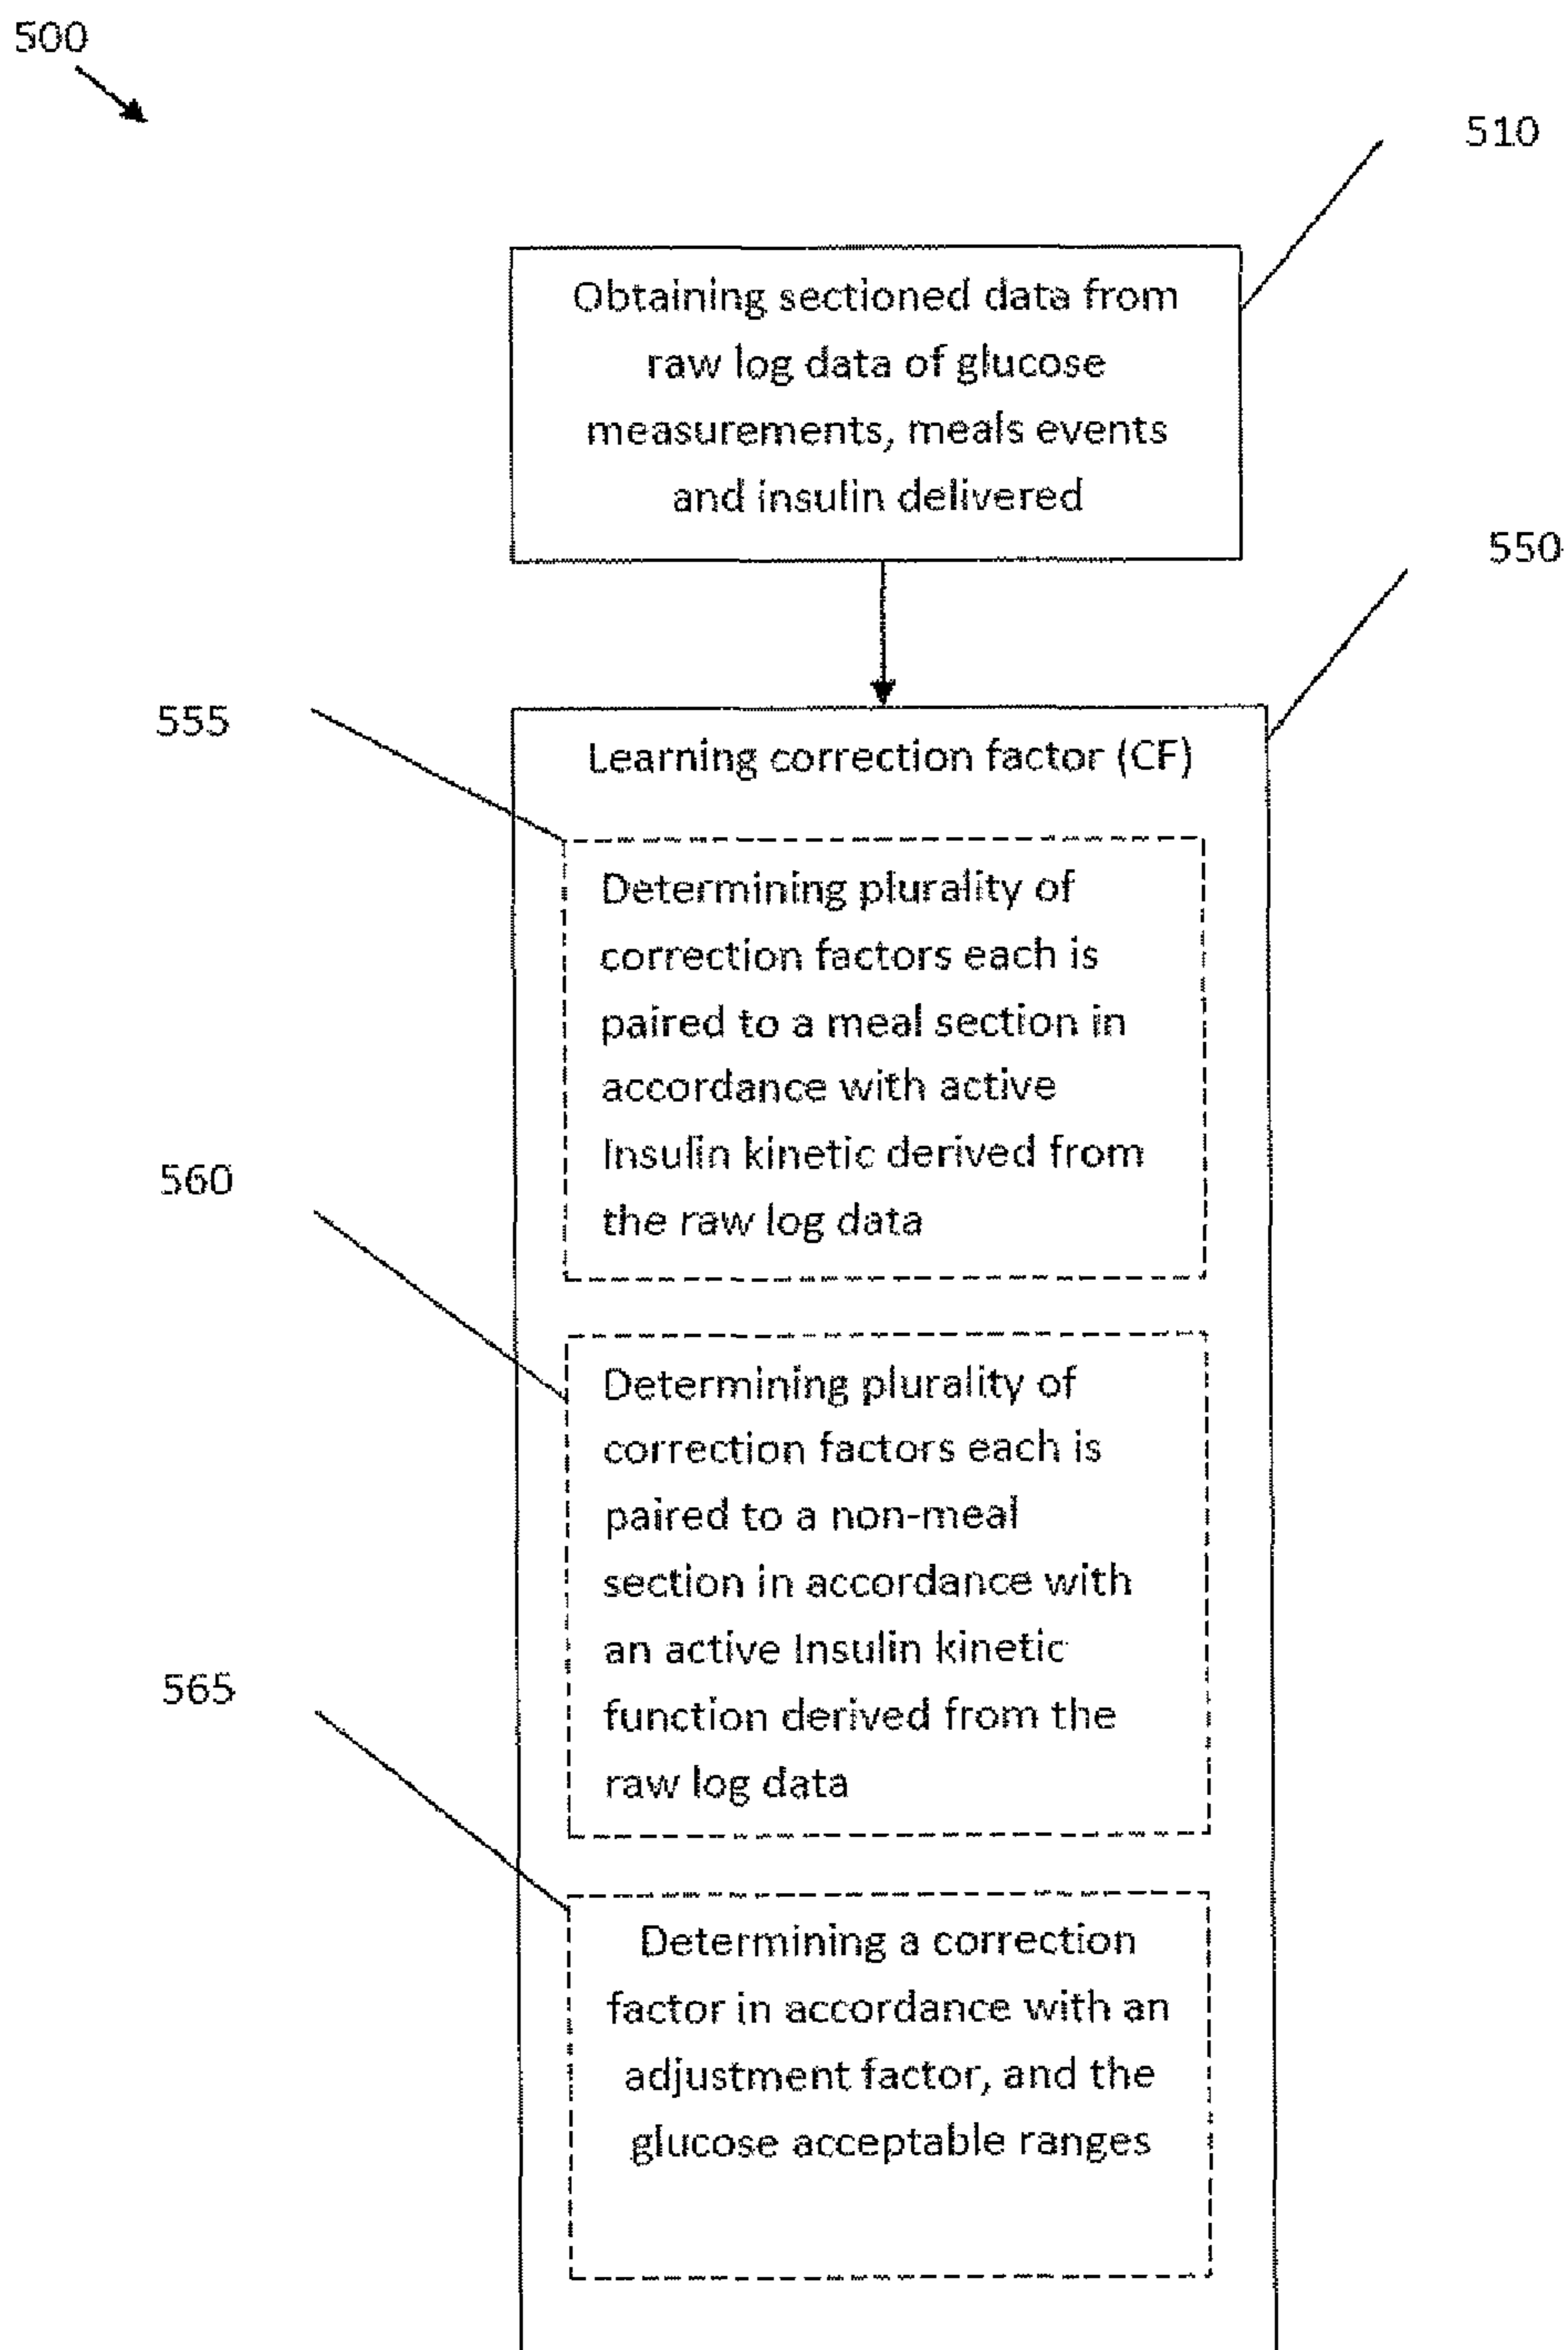 500
510
Obtaining sectioned data from
raw log data of glucose
measurements, meals events
and insulin delivered
550
555
Learning correction factor (CF)
Determining plurality of
correction factors each is
paired to a meal section in
accordance with active
Insulin kinetic derived from
the raw log data
560
Determining plurality of
correction factors each is
paired to a non-meal
section in accordance with
an active Insulin kinetic
function derived from the
raw log data
565
Determining a correction
factor in accordance with an
adjustment factor, and the
glucose acceptable ranges